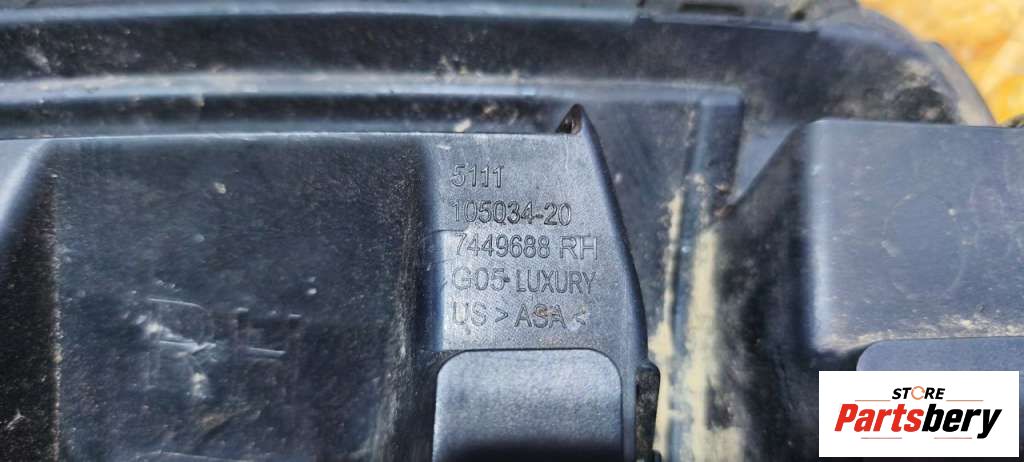 5111
105034-20
7449688 RH
G05 LUXURY
US > ASA <
STORE
Partsbery